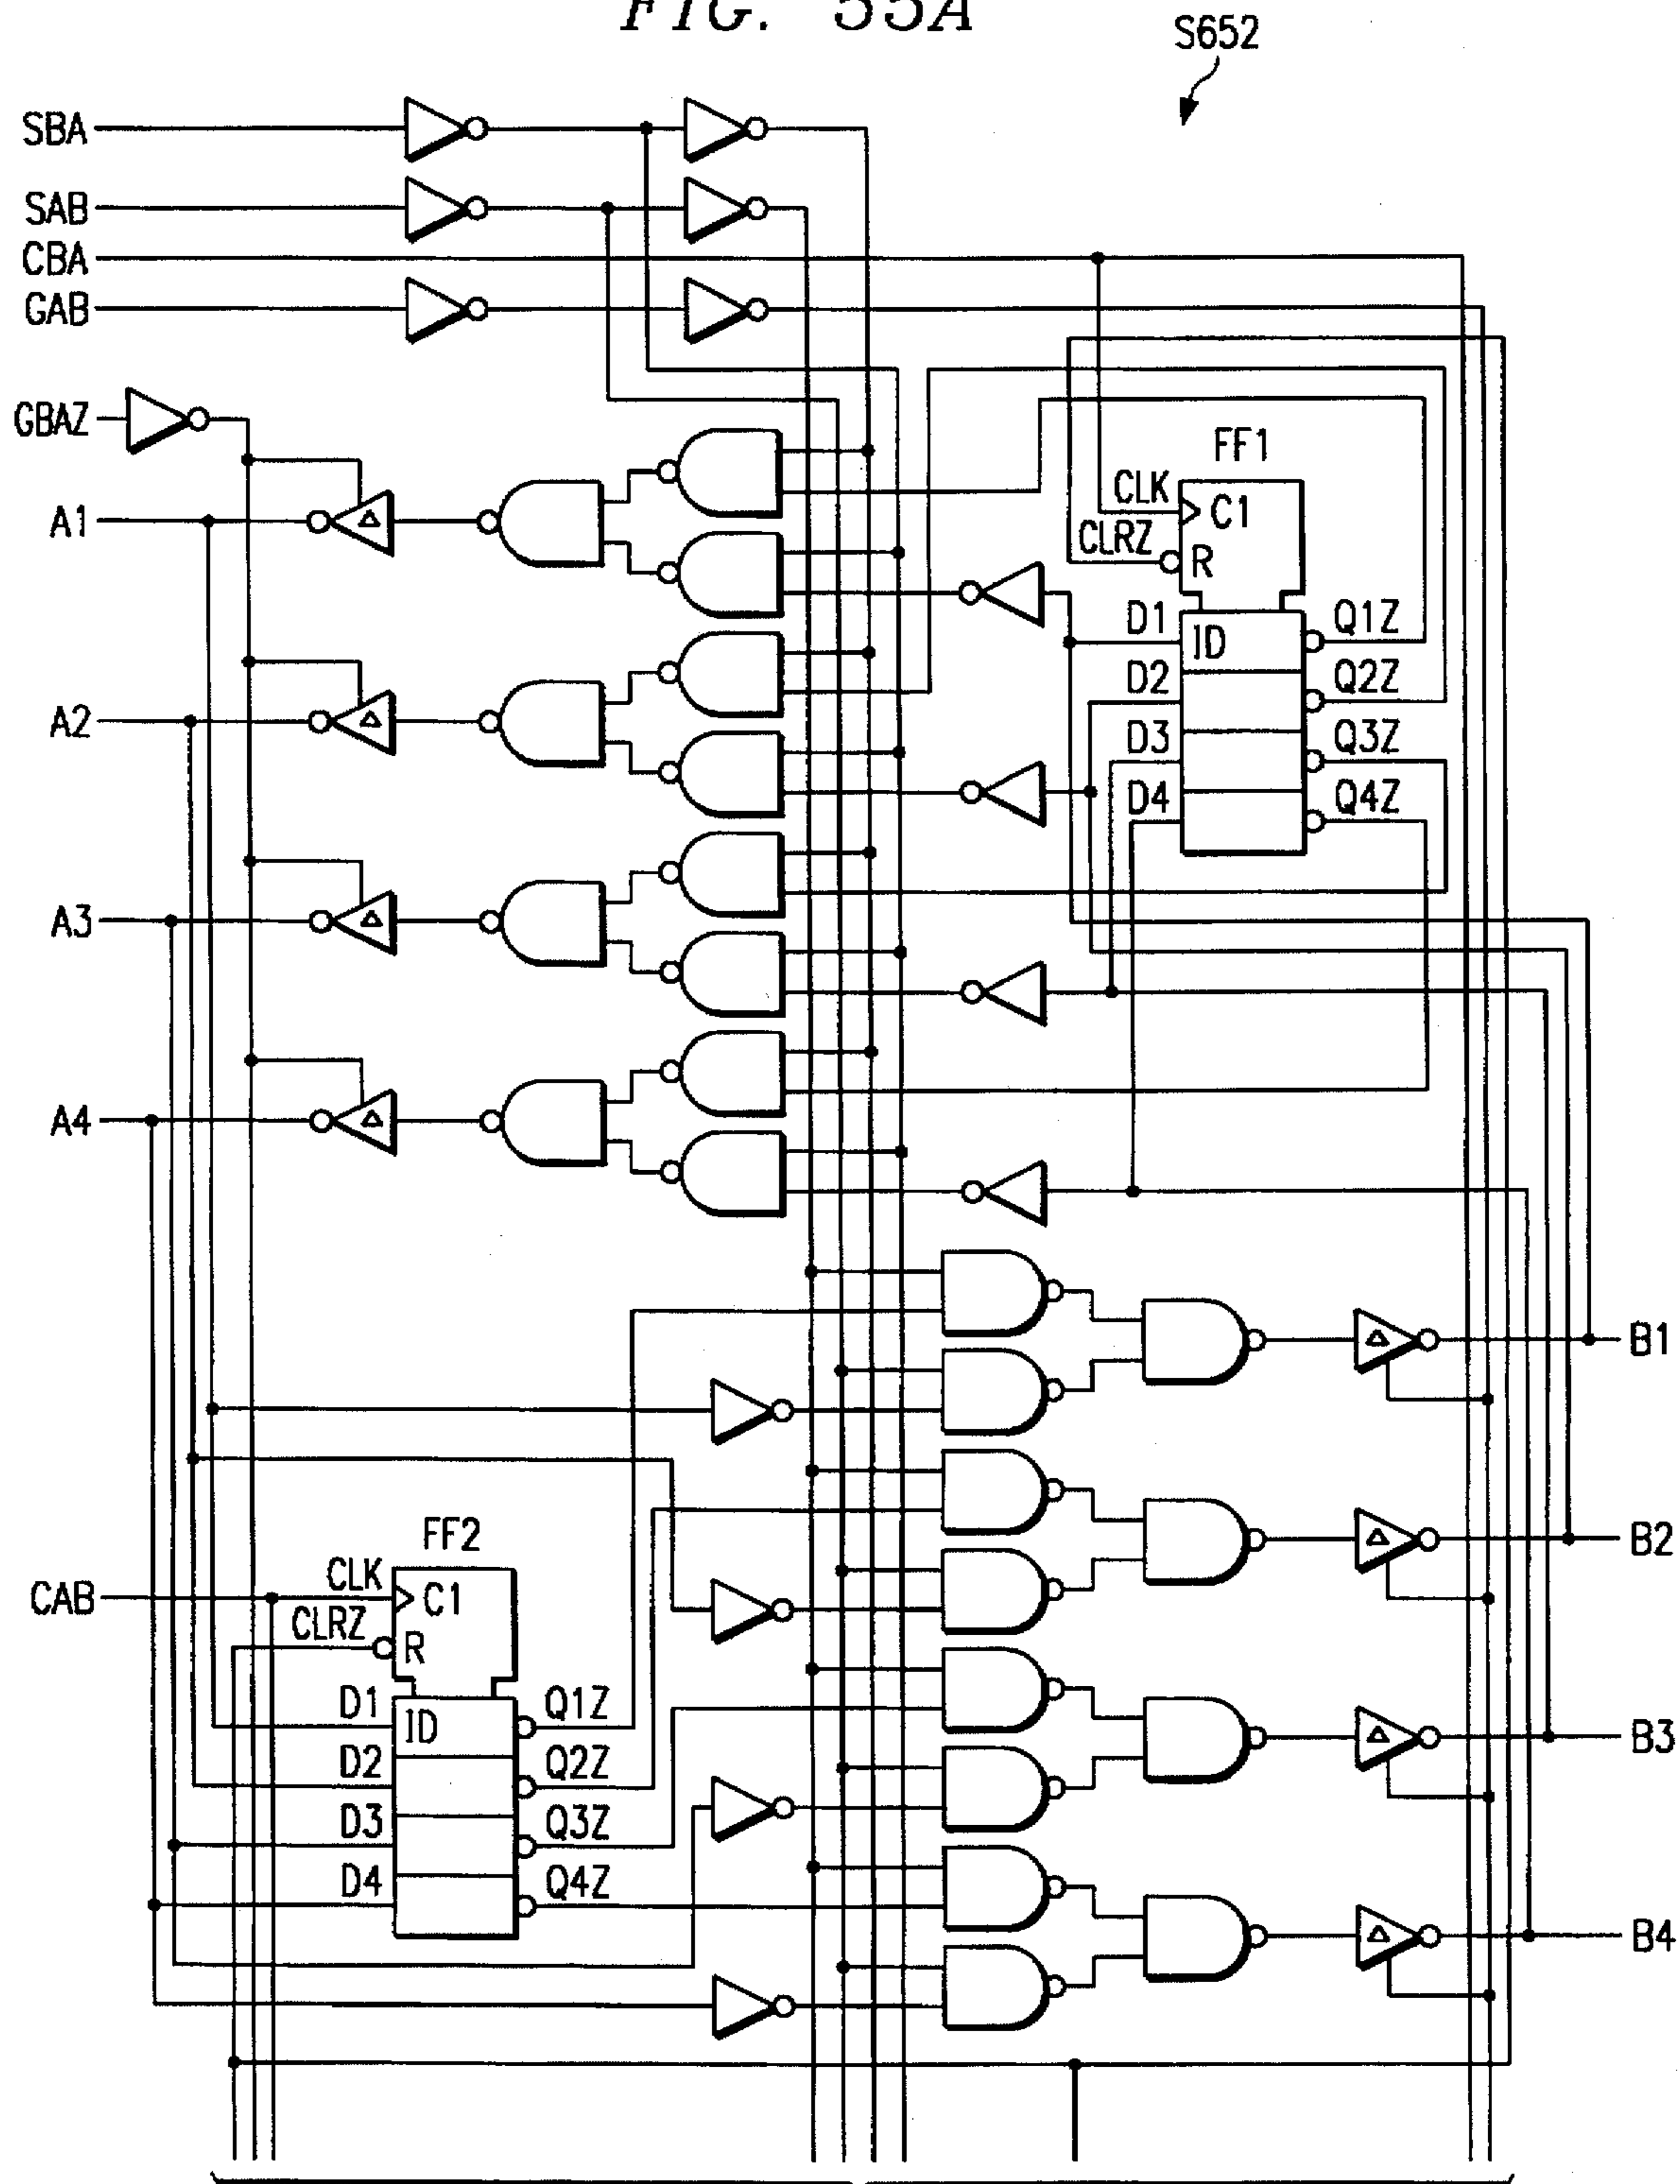 FIG. 55A
S652
SBA
SAB
CBA
GAB
GBAZ
A1
A2
A3
A4
FF1
CLK
C1
CLRZ
R
D1
ID
Q1Z
D2
Q2Z
D3
Q3Z
D4
Q4Z
B1
B2
B3
B4
FF2
CAB
CLK
C1
CLRZ
R
D1
ID
Q1Z
D2
Q2Z
D3
Q3Z
D4
Q4Z